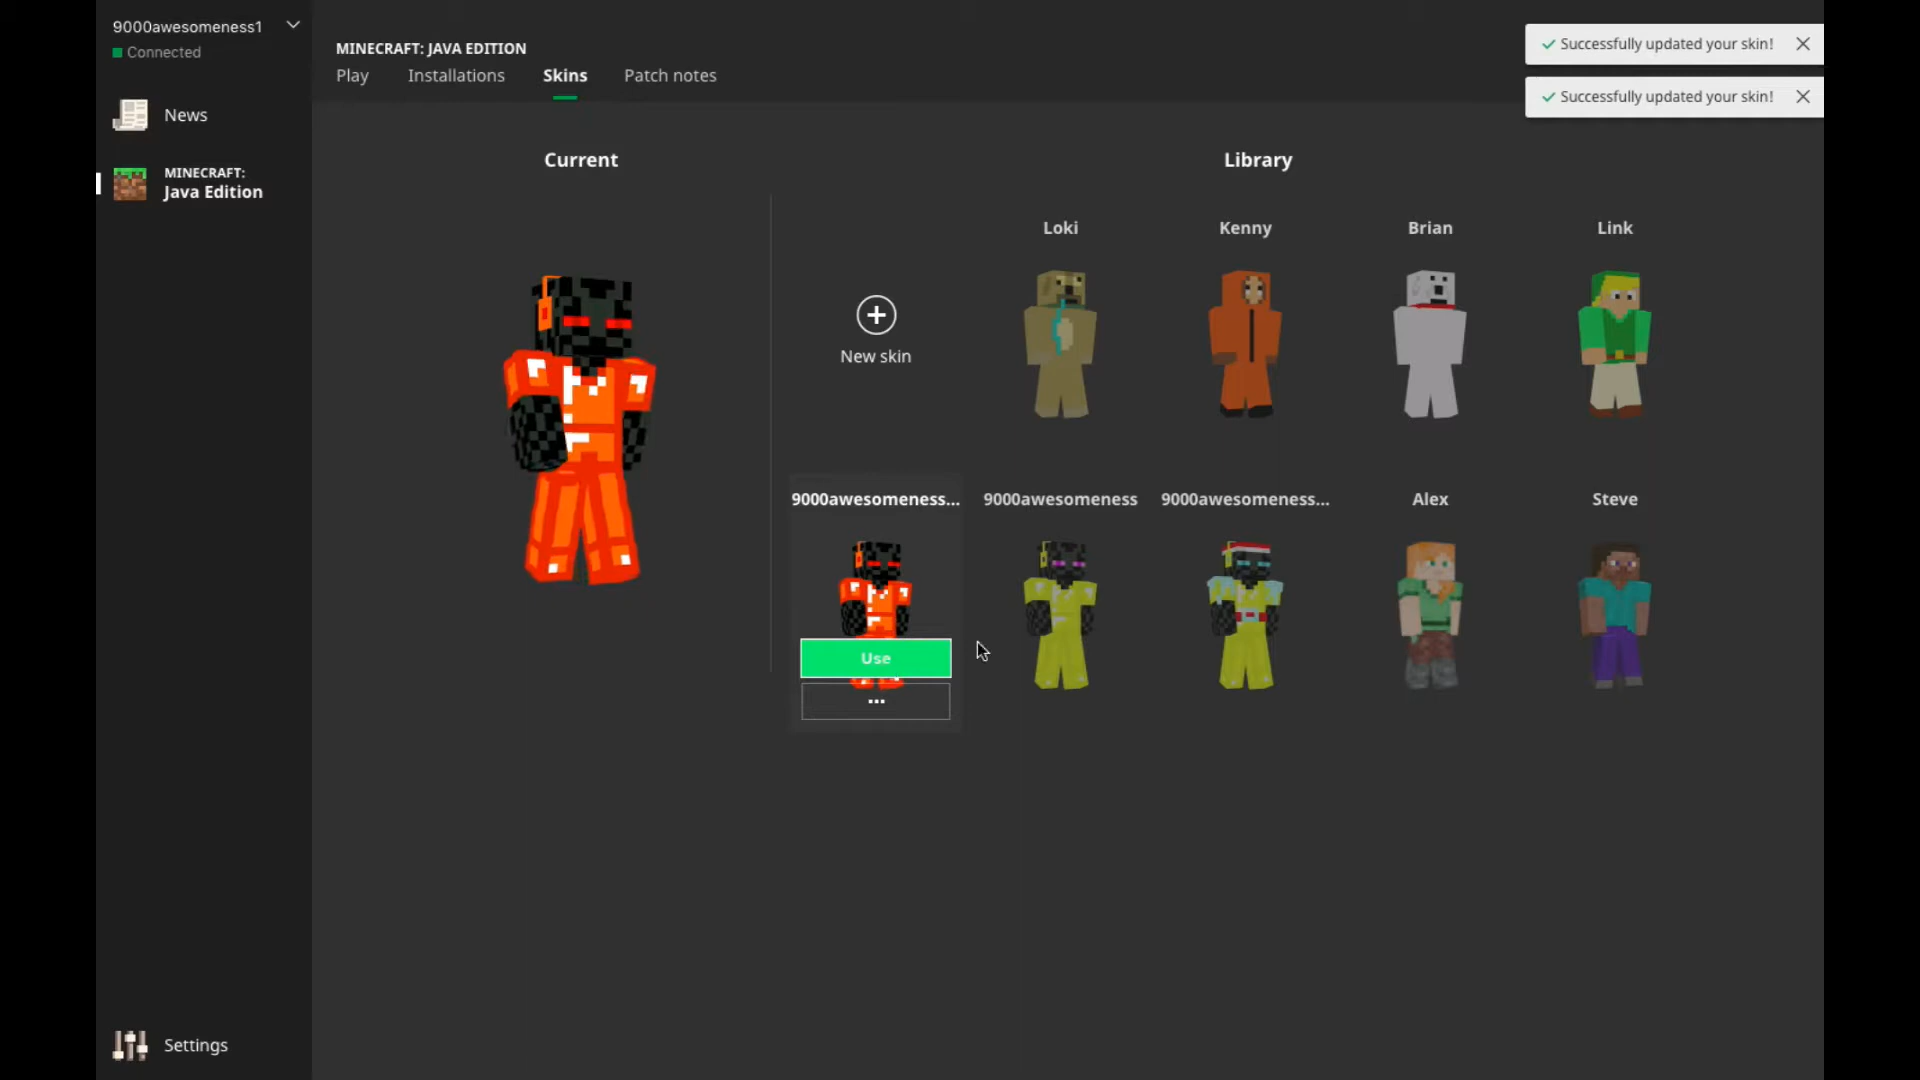 9000awesomeness1
Connected
News
MINECRAFT:
Java Edition
Settings
MINECRAFT: JAVA EDITION
Play Installations Skins Patch notes
Successfully updated your skin!
Successfully updated your skin!
Current
Library
New skin
Loki Kenny Brian Link
9000awesomeness... 9000awesomeness 9000awesomeness... Alex Steve
Use
...